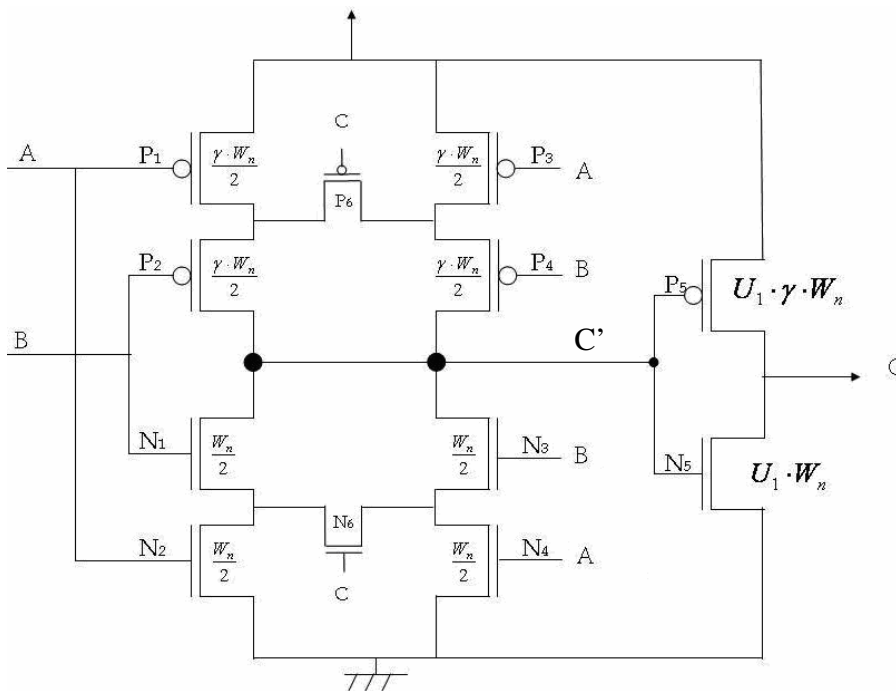 C
A P₁ γ·Wₙ/2 γ·Wₙ/2 P₃ A
P₆
P₂ γ·Wₙ/2 γ·Wₙ/2 P₄ B
P₅ U₁·γ·Wₙ
B
C’
C
N₁ Wₙ/2 Wₙ/2 N₃ B
N₅ U₁·Wₙ
N₆
N₂ Wₙ/2 Wₙ/2 N₄ A
C